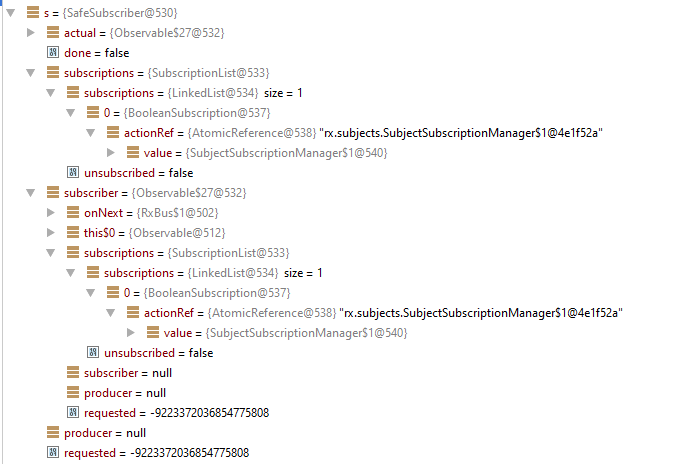 s = {SafeSubscriber@530}
actual = {Observable$27@532}
done = false
subscriptions = {SubscriptionList@533}
subscriptions = {LinkedList@534} size = 1
0 = {BooleanSubscription@537}
actionRef = {AtomicReference@538} "rx.subjects.SubjectSubscriptionManager$1@4e1f52a"
value = {SubjectSubscriptionManager$1@540}
unsubscribed = false
subscriber = {Observable$27@532}
onNext = {RxBus$1@502}
this$0 = {Observable@512}
subscriptions = {SubscriptionList@533}
subscriptions = {LinkedList@534} size = 1
0 = {BooleanSubscription@537}
actionRef = {AtomicReference@538} "rx.subjects.SubjectSubscriptionManager$1@4e1f52a"
value = {SubjectSubscriptionManager$1@540}
unsubscribed = false
subscriber = null
producer = null
requested = -9223372036854775808
producer = null
requested = -9223372036854775808